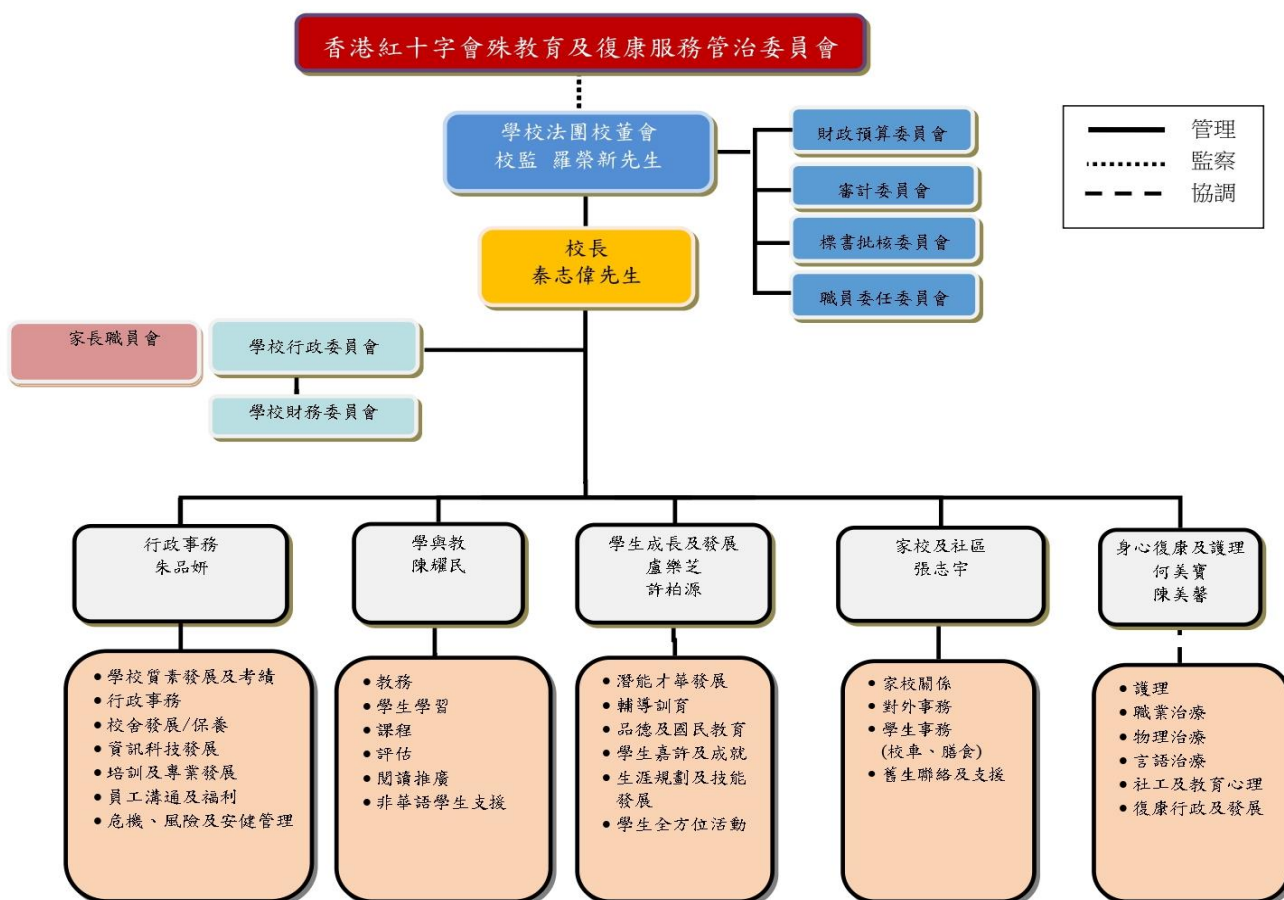 香港紅十字會殊教育及復康服務管治委員會
學校法團校董會
校監 羅榮新先生
財政預算委員會
審計委員會
標書批核委員會
職員委任委員會
管理
監察
協調
校長
秦志偉先生
家長職員會
學校行政委員會
學校財務委員會
行政事務
朱品妍
• 學校質素發展及考績
• 行政事務
• 校舍發展/保養
• 資訊科技發展
• 培訓及專業發展
• 員工溝通及福利
• 危機、風險及安健管理
學與教
陳耀民
• 教務
• 學生學習
• 課程
• 評估
• 閱讀推廣
• 非華語學生支援
學生成長及發展
盧樂芝
許柏源
• 潛能才華發展
• 輔導訓育
• 品德及國民教育
• 學生嘉許及成就
• 生涯規劃及技能
發展
• 學生全方位活動
家校及社區
張志宇
• 家校關係
• 對外事務
• 學生事務
(校車、膳食)
• 舊生聯絡及支援
身心復康及護理
何美寶
陳美馨
• 護理
• 職業治療
• 物理治療
• 言語治療
• 社工及教育心理
• 復康行政及發展